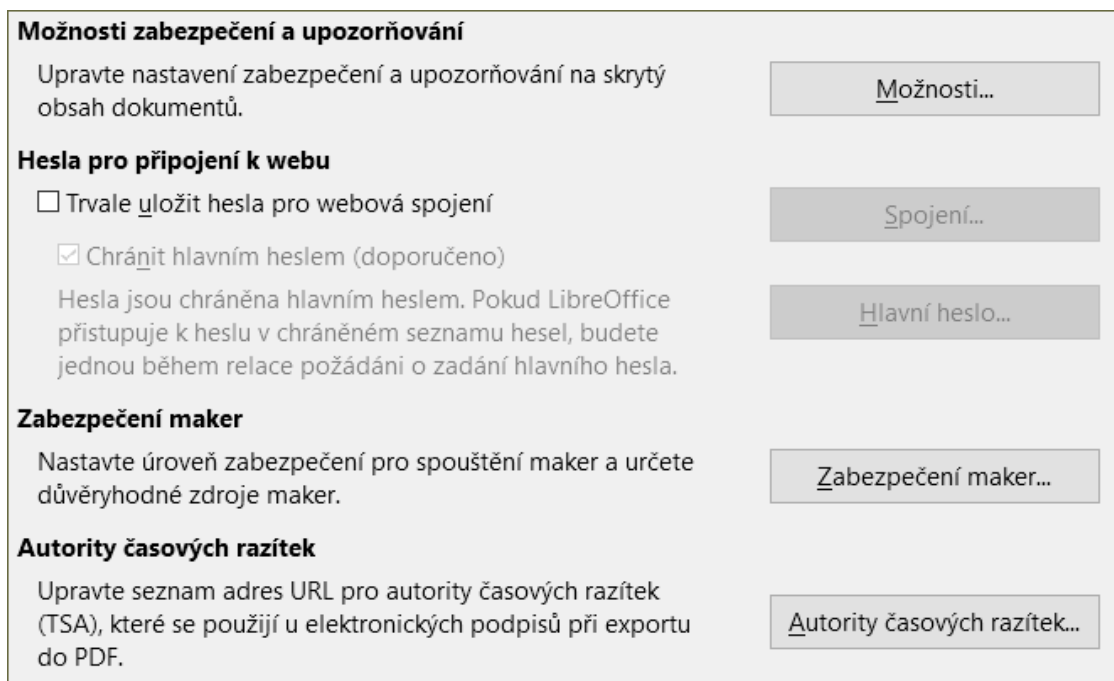 Možnosti zabezpečení a upozorňování
Upravte nastavení zabezpečení a upozorňování na skrytý
obsah dokumentů.
Možnosti...
Hesla pro připojení k webu
Trvale uložit hesla pro webová spojení
Spojení...
Chránit hlavním heslem (doporučeno)
Hesla jsou chráněna hlavním heslem. Pokud LibreOffice
přistupuje k heslu v chráněném seznamu hesel, budete
jednou během relace požádáni o zadání hlavního hesla.
Hlavní heslo...
Zabezpečení maker
Nastavte úroveň zabezpečení pro spouštění maker a určete
důvěryhodné zdroje maker.
Zabezpečení maker...
Autority časových razítek
Upravte seznam adres URL pro autority časových razítek
(TSA), které se použijí u elektronických podpisů při exportu
do PDF.
Autority časových razítek...